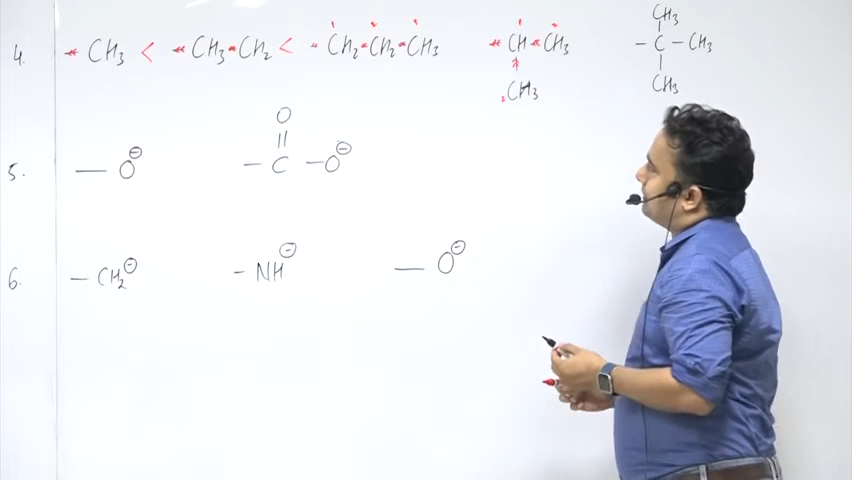 4. CH3 < CH3 CH2 < CH2 CH2 CH3 CH CH3 CH3 CH3 – C – CH3 CH3
5. — O⊖ – C – O⊖ O
6. – CH2⊖ – NH⊖ — O⊖